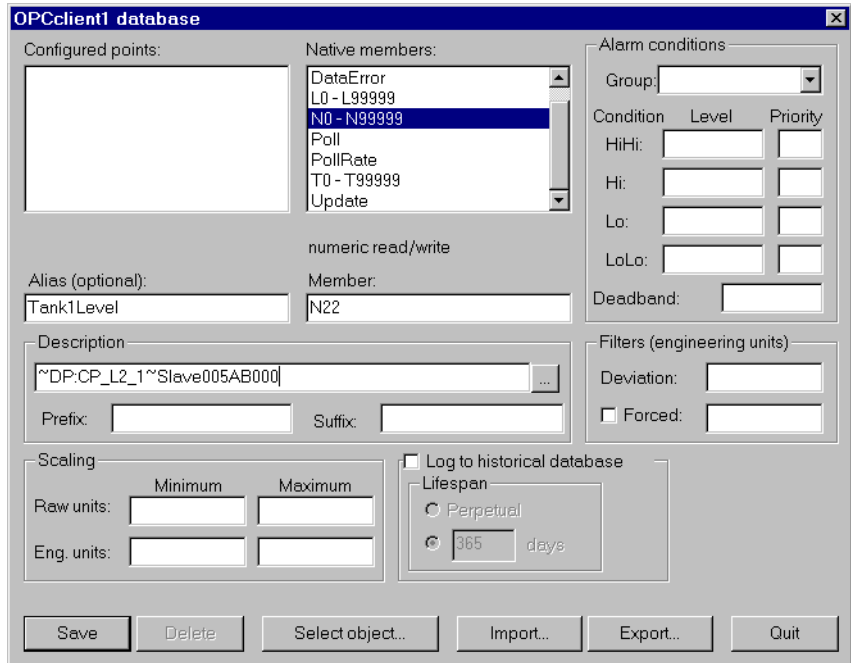 OPCclient1 database
Configured points:
Native members:
DataError
L0 - L99999
N0 - N99999
Poll
PollRate
T0 - T99999
Update
numeric read/write
Alias (optional):
Tank1Level
Member:
N22
Alarm conditions
Group:
Condition Level Priority
HiHi:
Hi:
Lo:
LoLo:
Deadband:
Description
~DP:CP_L2_1~Slave005AB000
...
Prefix:
Suffix:
Filters (engineering units)
Deviation:
Forced:
Scaling
Minimum Maximum
Raw units:
Eng. units:
Log to historical database
Lifespan
Perpetual
365 days
Save Delete Select object... Import... Export... Quit